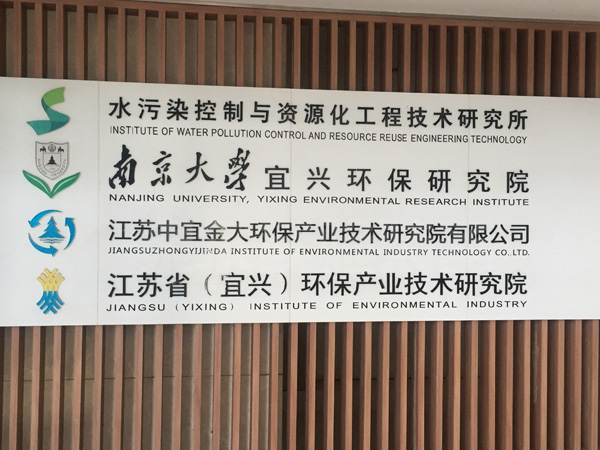 水污染控制与资源化工程技术研究所
INSTITUTE OF WATER POLLUTION CONTROL AND RESOURCE REUSE ENGINEERING TECHNOLOGY
南京大學宜兴环保研究院
NANJING UNIVERSITY, YIXING ENVIRONMENTAL RESEARCH INSTITUTE
江苏中宜金大环保产业技术研究院有限公司
JIANGSUZHONGYIJINDA INSTITUTE OF ENVIRONMENTAL INDUSTRY TECHNOLOGY CO. LTD.
江苏省（宜兴）环保产业技术研究院
JIANGSU (YIXING) INSTITUTE OF ENVIRONMENTAL INDUSTRY